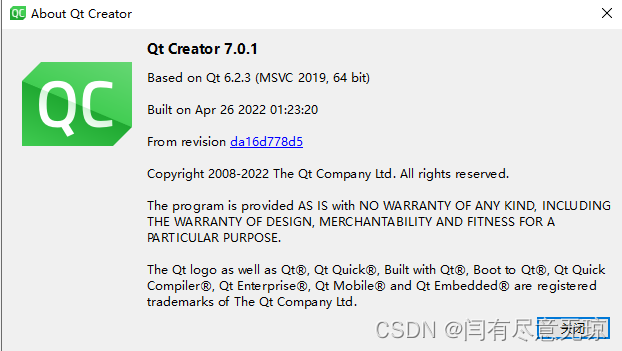 About Qt Creator
QC
Qt Creator 7.0.1
Based on Qt 6.2.3 (MSVC 2019, 64 bit)
Built on Apr 26 2022 01:23:20
From revision da16d778d5
Copyright 2008-2022 The Qt Company Ltd. All rights reserved.
The program is provided AS IS with NO WARRANTY OF ANY KIND, INCLUDING
THE WARRANTY OF DESIGN, MERCHANTABILITY AND FITNESS FOR A
PARTICULAR PURPOSE.
The Qt logo as well as Qt®, Qt Quick®, Built with Qt®, Boot to Qt®, Qt Quick
Compiler®, Qt Enterprise®, Qt Mobile® and Qt Embedded® are registered
trademarks of The Qt Company Ltd.
关闭
CSDN @闫有尽意无琼